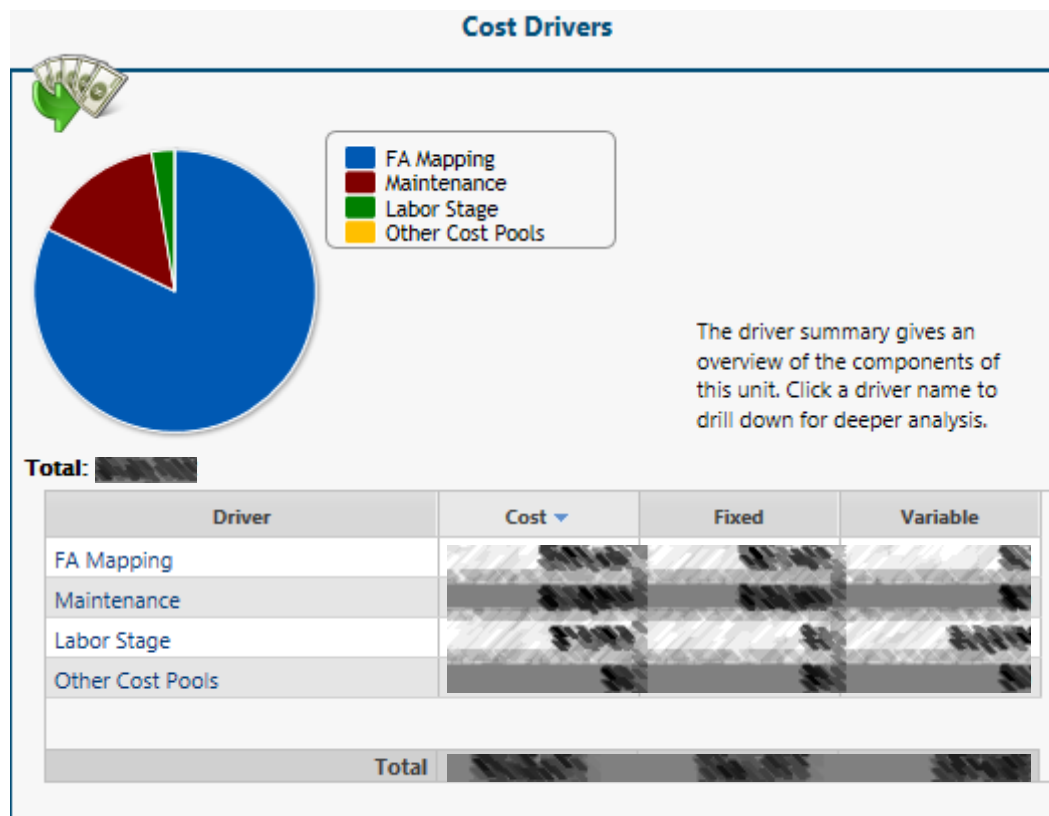 Cost Drivers
FA Mapping
Maintenance
Labor Stage
Other Cost Pools
The driver summary gives an
overview of the components of
this unit. Click a driver name to
drill down for deeper analysis.
Total:
Driver Cost Fixed Variable
FA Mapping
Maintenance
Labor Stage
Other Cost Pools
Total